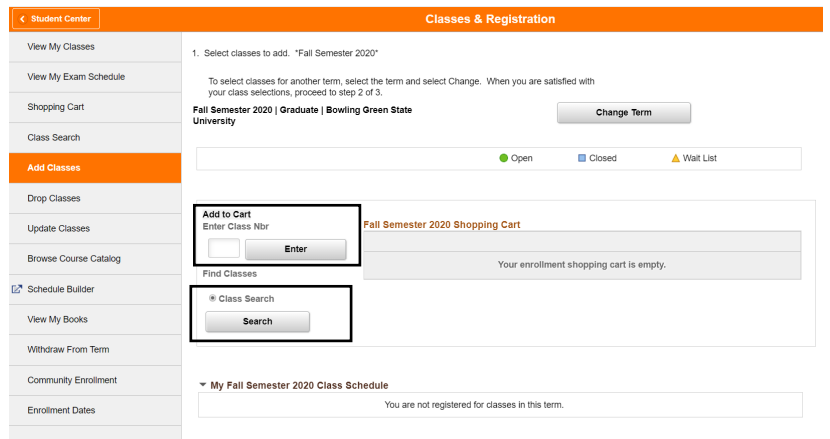 Student Center
Classes & Registration
View My Classes
View My Exam Schedule
Shopping Cart
Class Search
Add Classes
Drop Classes
Update Classes
Browse Course Catalog
Schedule Builder
View My Books
Withdraw From Term
Community Enrollment
Enrollment Dates
1. Select classes to add. *Fall Semester 2020*
To select classes for another term, select the term and select Change. When you are satisfied with
your class selections, proceed to step 2 of 3.
Fall Semester 2020 | Graduate | Bowling Green State
University
Change Term
Open Closed Wait List
Add to Cart
Enter Class Nbr
Enter
Find Classes
Class Search
Search
Fall Semester 2020 Shopping Cart
Your enrollment shopping cart is empty.
My Fall Semester 2020 Class Schedule
You are not registered for classes in this term.